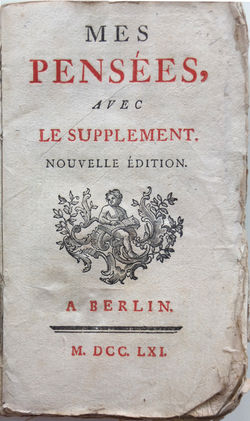 MES
PENSÉES,
AVEC
LE SUPPLEMENT.
NOUVELLE ÉDITION.
A BERLIN.
M. DCC. LXI.